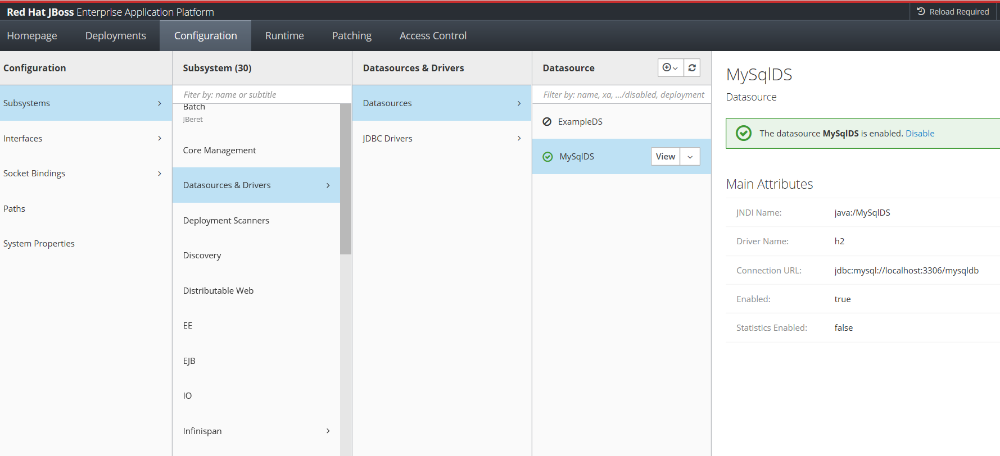 Red Hat JBoss Enterprise Application Platform
Reload Required
Homepage
Deployments
Configuration
Runtime
Patching
Access Control
Configuration
Subsystems
Interfaces
Socket Bindings
Paths
System Properties
Subsystem (30)
Fiter by: name or subtitle
Batch
JBeret
Core Management
Datasources & Drivers
Deployment Scanners
Discovery
Distributable Web
EE
EJB
IO
Infinispan
Datasources & Drivers
Datasources
JDBC Drivers
Datasource
Filter by: name, xa, .../disabled, deployment
ExampleDS
MySqlDS
View
MySqlDS
Datasource
The datasource MySqlDS is enabled. Disable
Main Attributes
JNDI Name: java:/MySqlDS
Driver Name: h2
Connection URL: jdbc:mysql://localhost:3306/mysqldb
Enabled: true
Statistics Enabled: false